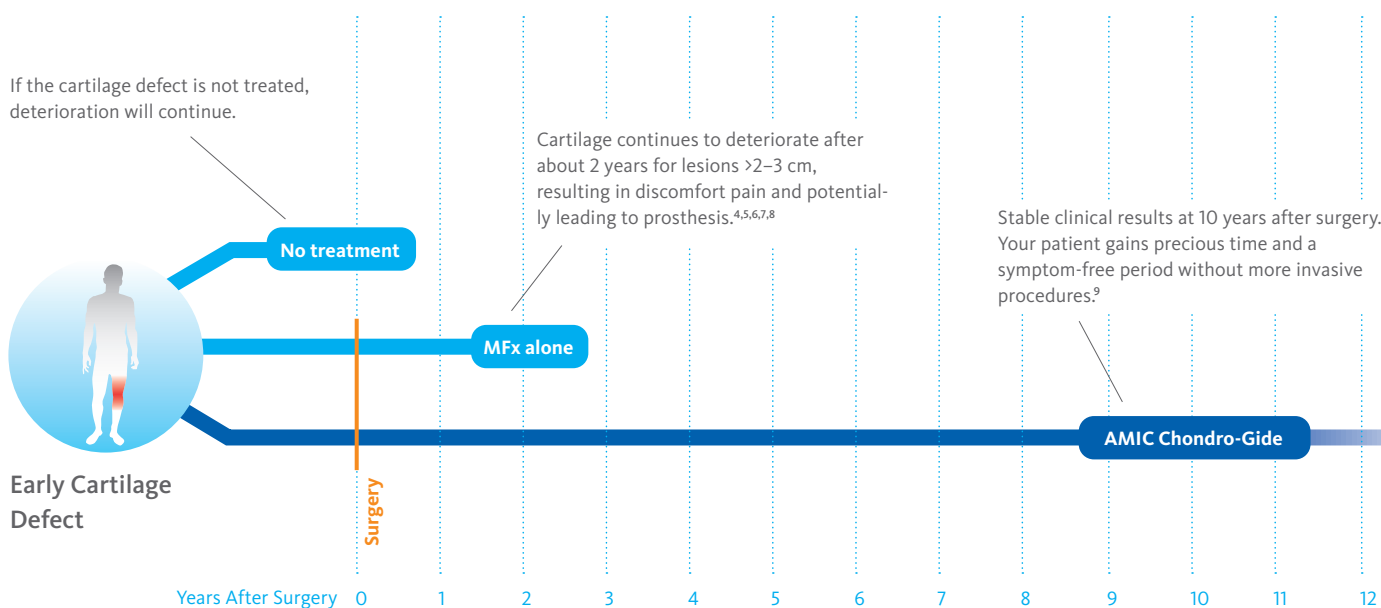 If the cartilage defect is not treated,
deterioration will continue.
Cartilage continues to deteriorate after
about 2 years for lesions >2–3 cm,
resulting in discomfort pain and potential-
ly leading to prosthesis.⁴,⁵,⁶,⁷,⁸
Stable clinical results at 10 years after surgery.
Your patient gains precious time and a
symptom-free period without more invasive
procedures.⁹
No treatment
MFx alone
AMIC Chondro-Gide
Early Cartilage
Defect
Surgery
Years After Surgery 0 1 2 3 4 5 6 7 8 9 10 11 12